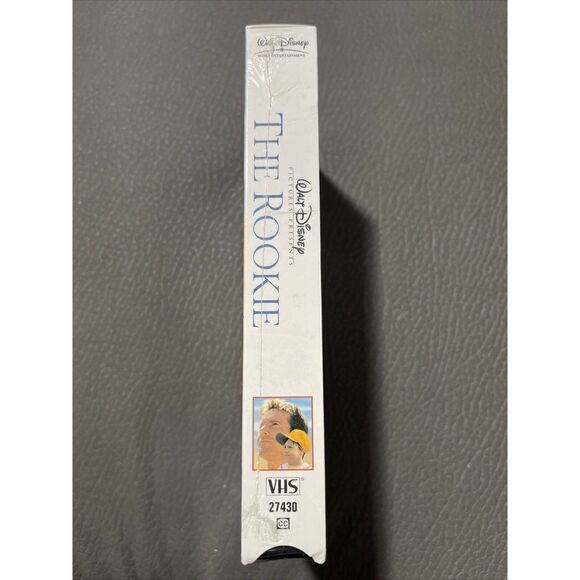 Walt Disney
HOME ENTERTAINMENT
WALT DISNEY
PICTURES PRESENTS
THE ROOKIE
VHS
27430
CC